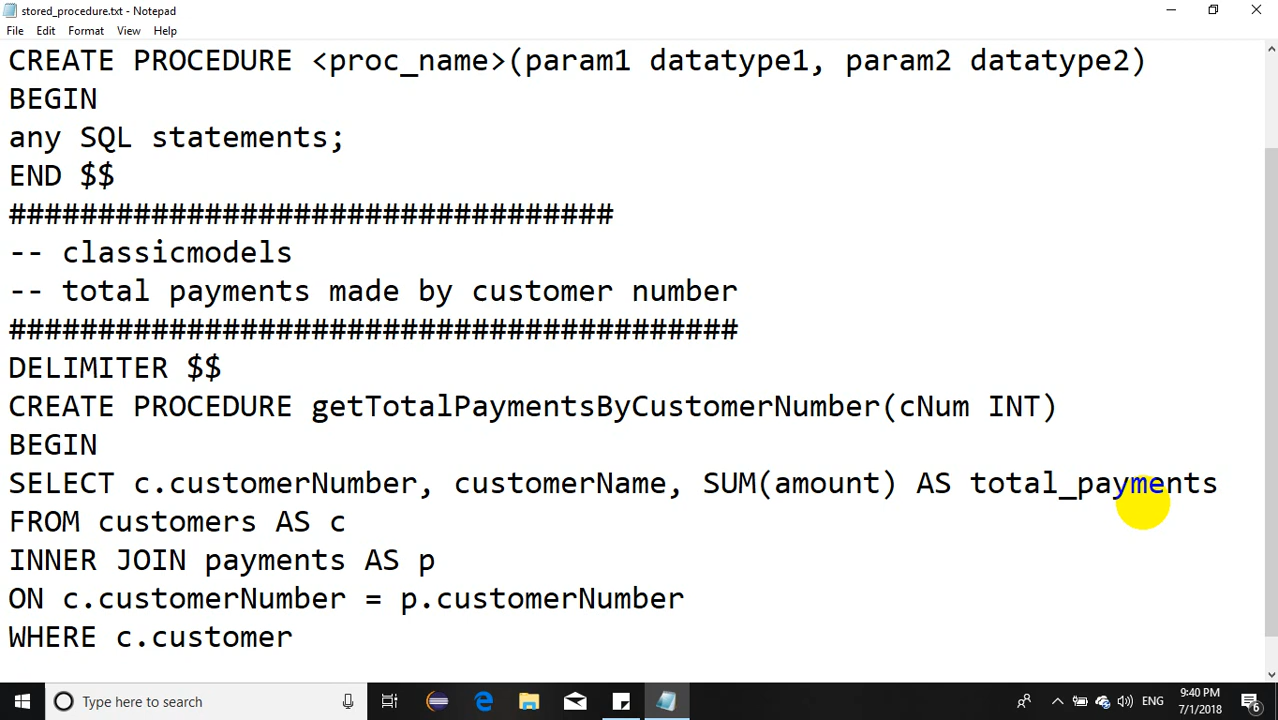 stored_procedure.txt - Notepad
File Edit Format View Help
CREATE PROCEDURE <proc_name>(param1 datatype1, param2 datatype2)
BEGIN
any SQL statements;
END $$
##################################
-- classicmodels
-- total payments made by customer number
#########################################
DELIMITER $$
CREATE PROCEDURE getTotalPaymentsByCustomerNumber(cNum INT)
BEGIN
SELECT c.customerNumber, customerName, SUM(amount) AS total_payments
FROM customers AS c
INNER JOIN payments AS p
ON c.customerNumber = p.customerNumber
WHERE c.customer
Type here to search
ENG
9:40 PM
7/1/2018
6